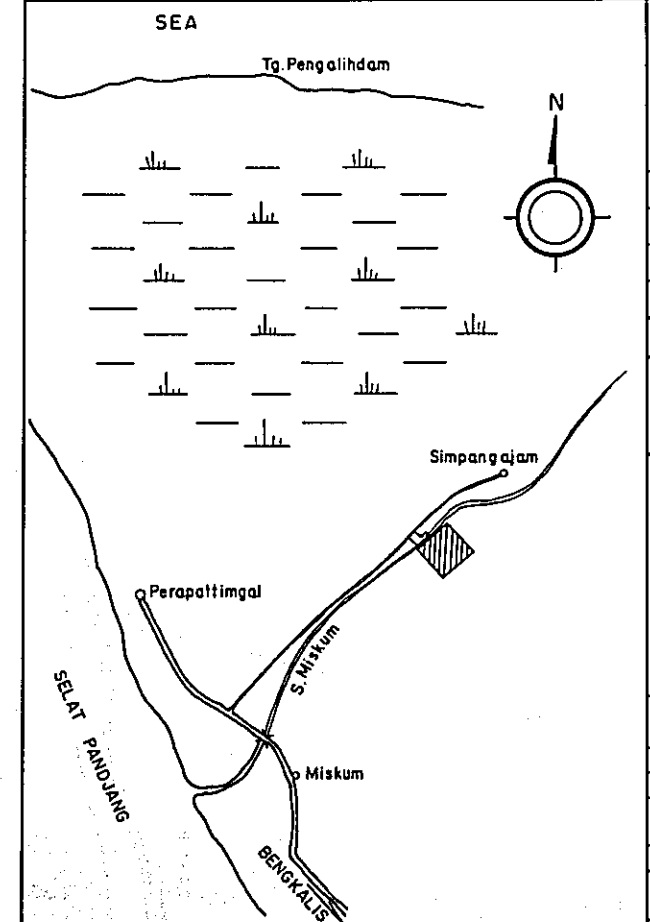 SEA
Tg. Pengalihdam
N
Simpangajam
Perapattimgal
S. Miskum
SELAT PANDJANG
Miskum
BENGKALIS